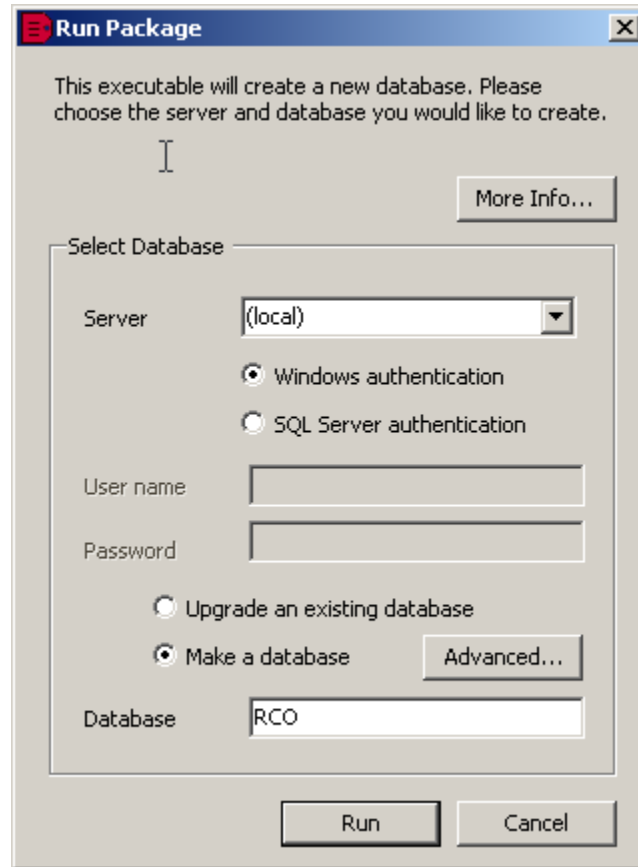 Run Package
This executable will create a new database. Please
choose the server and database you would like to create.
More Info...
Select Database
Server
(local)
Windows authentication
SQL Server authentication
User name
Password
Upgrade an existing database
Make a database
Advanced...
Database
RCO
Run
Cancel